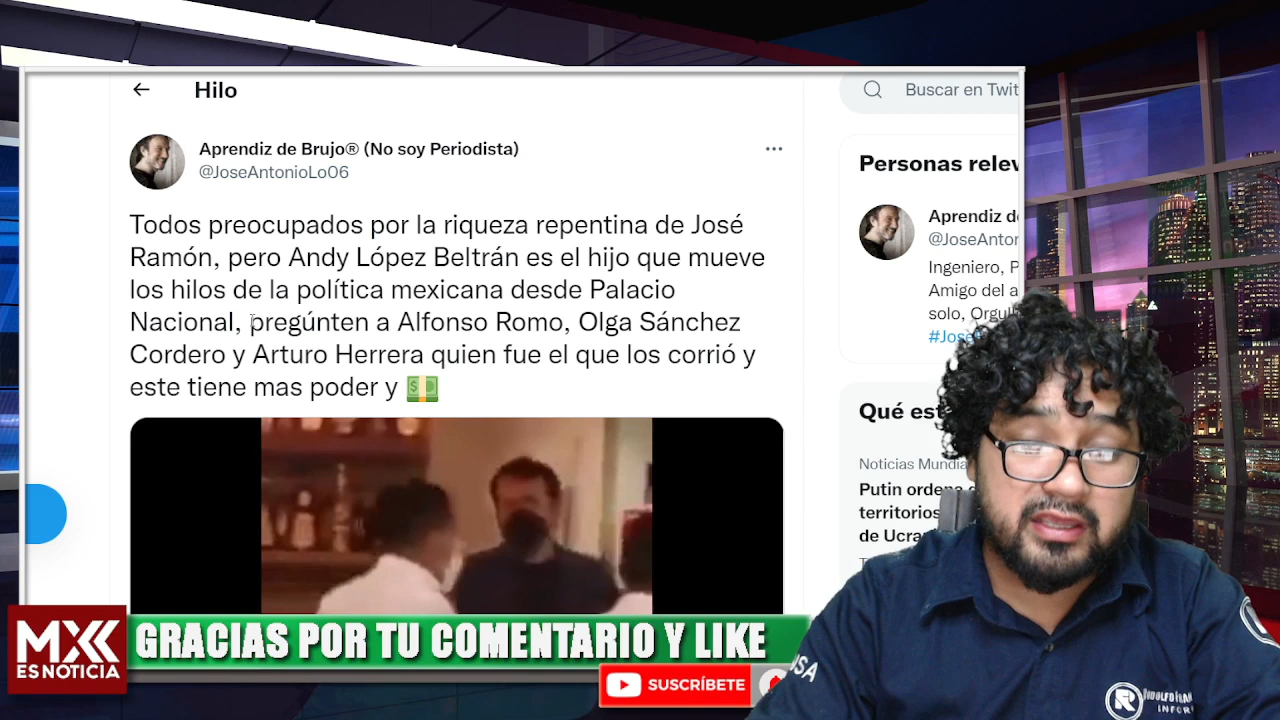 Hilo
Buscar en Twit
Aprendiz de Brujo® (No soy Periodista)
@JoseAntonioLo06
Todos preocupados por la riqueza repentina de José
Ramón, pero Andy López Beltrán es el hijo que mueve
los hilos de la política mexicana desde Palacio
Nacional, pregúnten a Alfonso Romo, Olga Sánchez
Cordero y Arturo Herrera quien fue el que los corrió y
este tiene mas poder y 💵
Personas relev
Aprendiz d
@JoseAnton
Ingeniero, P
Amigo del a
solo, Orgul
Qué est
Noticias Mundia
Putin ordena
territorios
de Ucra
MX
ES NOTICIA
GRACIAS POR TU COMENTARIO Y LIKE
SUSCRÍBETE
INFOR